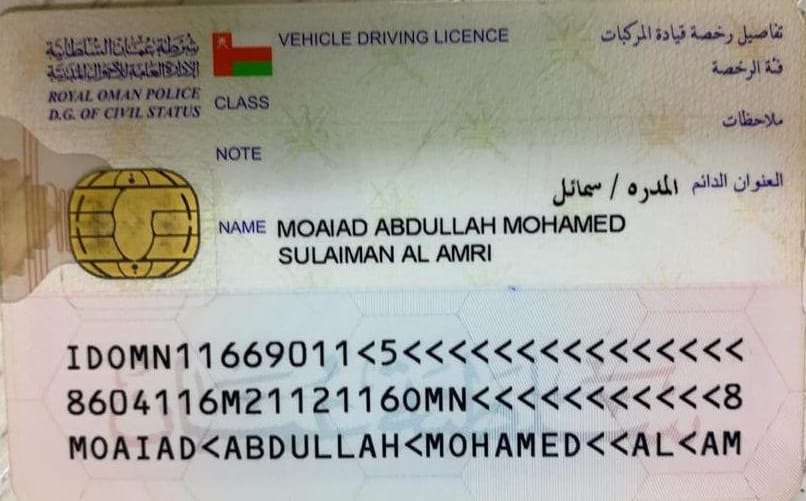 شرطة عمان السلطانية
الإدارة العامة للأحوال المدنية
ROYAL OMAN POLICE
D.G. OF CIVIL STATUS
VEHICLE DRIVING LICENCE
تفاصيل رخصة قيادة المركبات
CLASS
فئة الرخصة
ملاحظات
NOTE
العنوان الدائم المدره / سمائل
NAME MOAIAD ABDULLAH MOHAMED
SULAIMAN AL AMRI
IDOMN11669011<5<<<<<<<<<<<<<<<
8604116M2112116OMN<<<<<<<<<<<8
MOAIAD<ABDULLAH<MOHAMED<<AL<AM